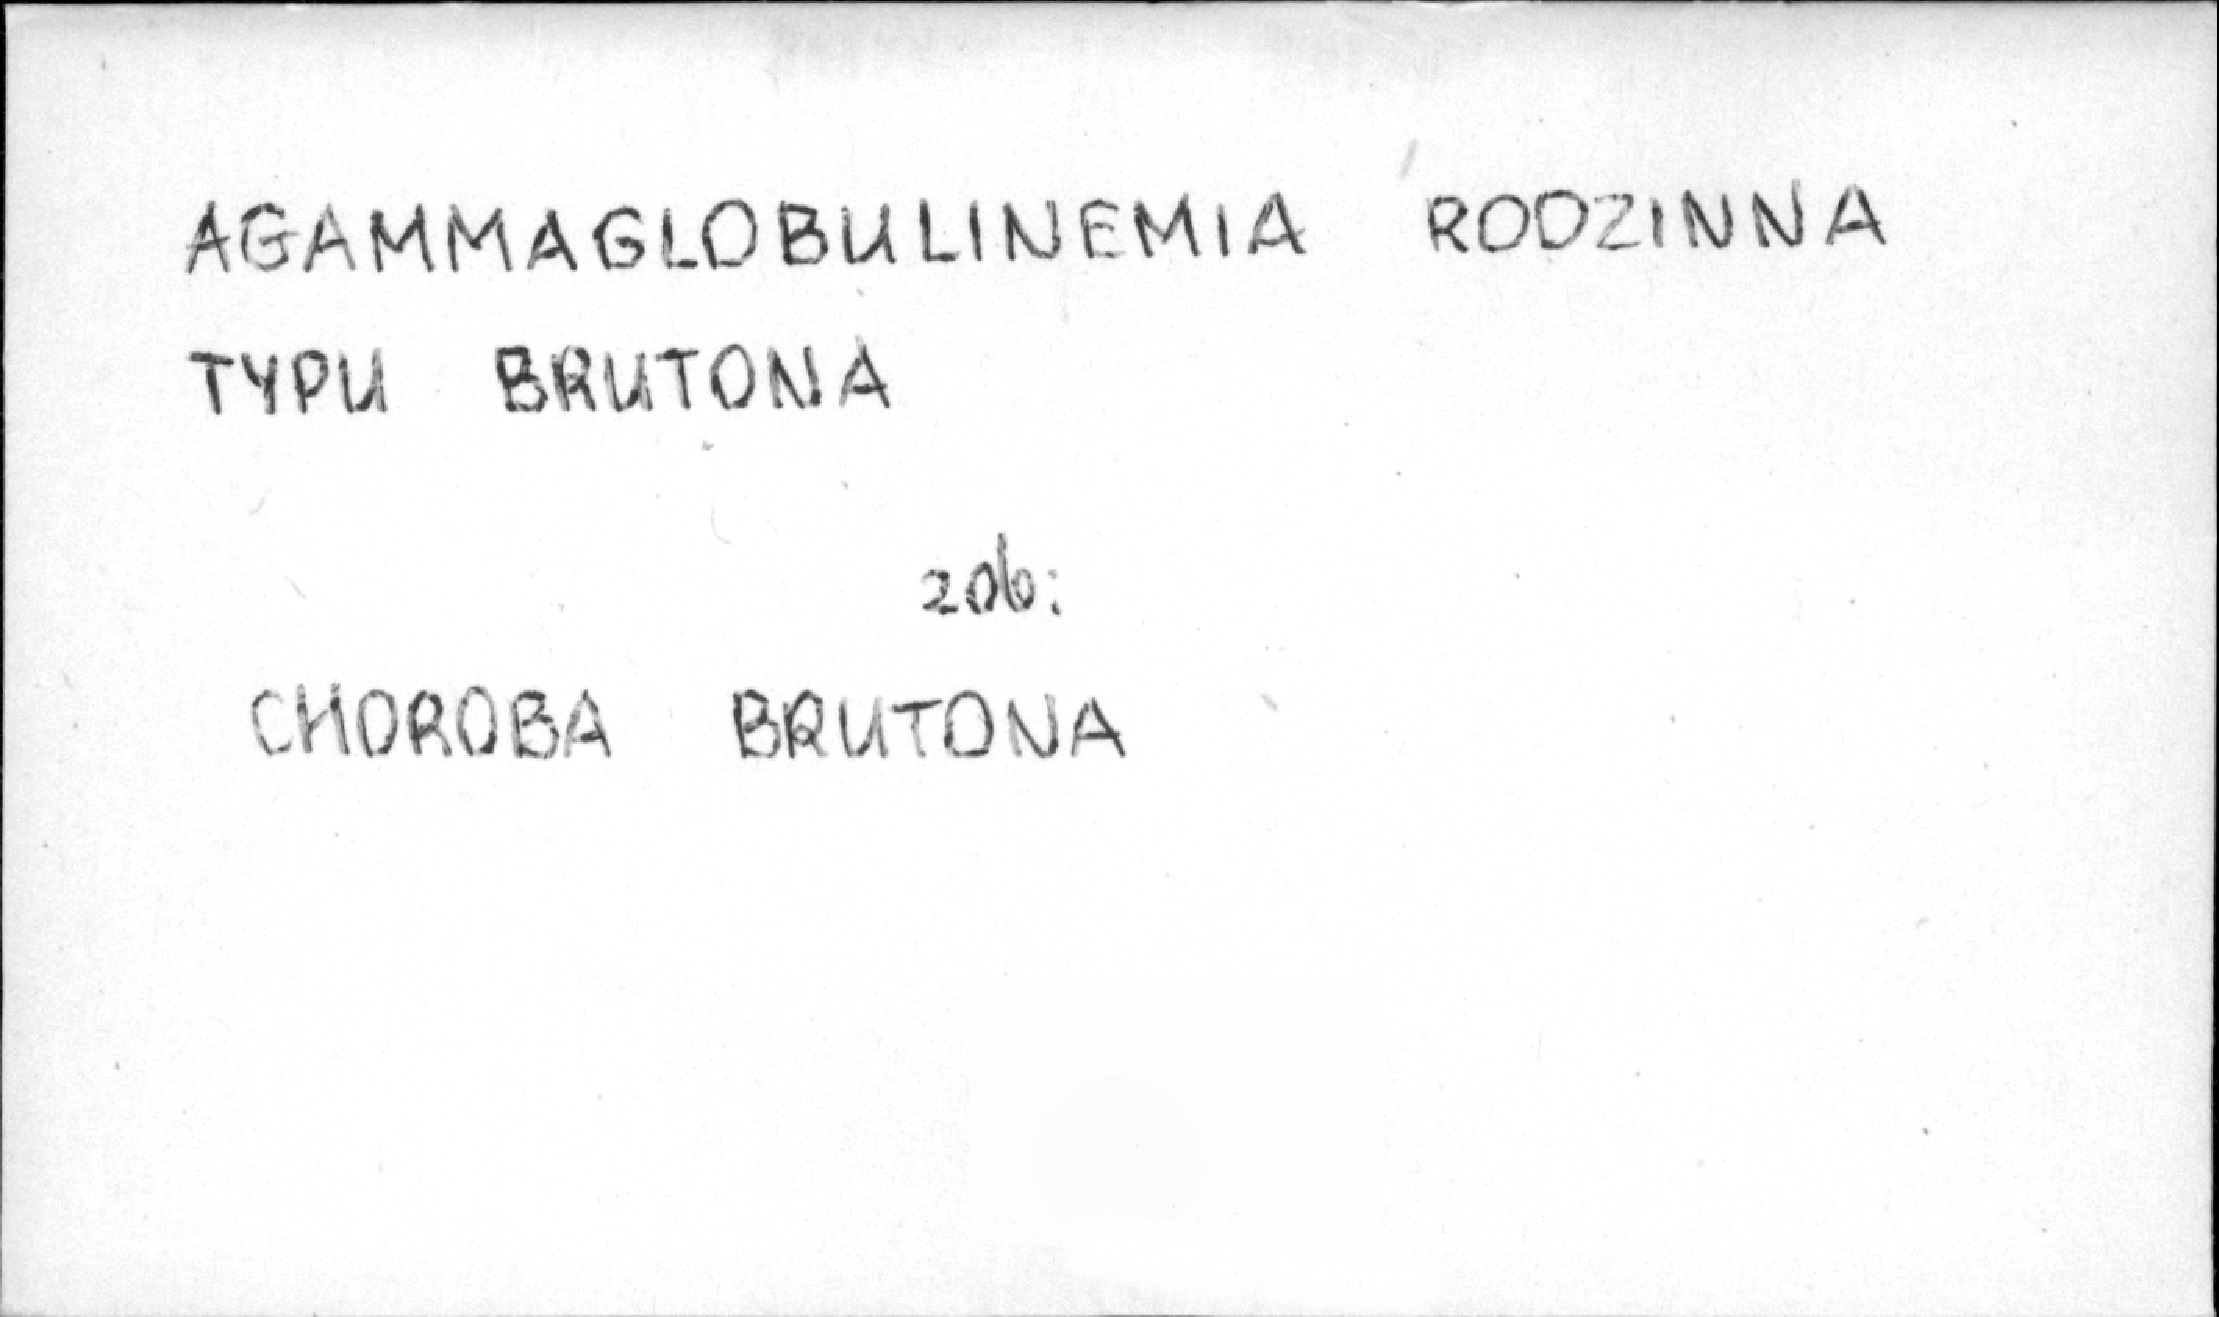 AGAMMAGLOBULINEMIA RODZINNA
TYPU BRUTONA
zob:
CHOROBA BRUTONA